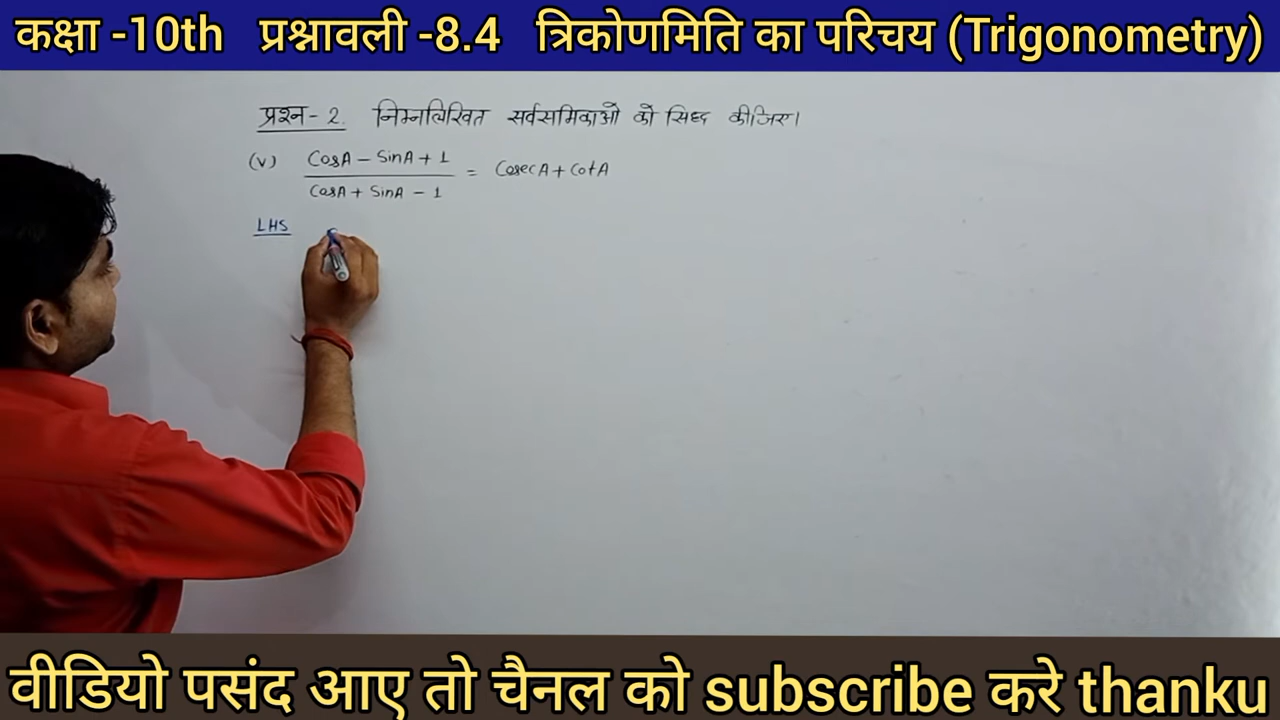 कक्षा -10th प्रश्नावली -8.4 त्रिकोणमिति का परिचय (Trigonometry)
प्रश्न - 2. निम्नलिखित सर्वसमिकाओ को सिध्द कीजिए।
(v) CosA - SinA + 1
CosA + SinA - 1
= CosecA + CotA
LHS
वीडियो पसंद आए तो चैनल को subscribe करे thanku